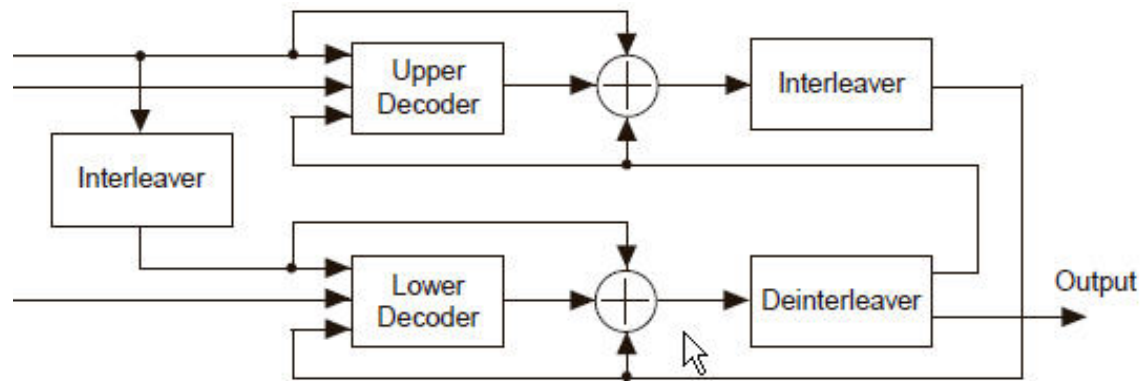 Upper
Decoder
Interleaver
Interleaver
Lower
Decoder
Deinterleaver
Output